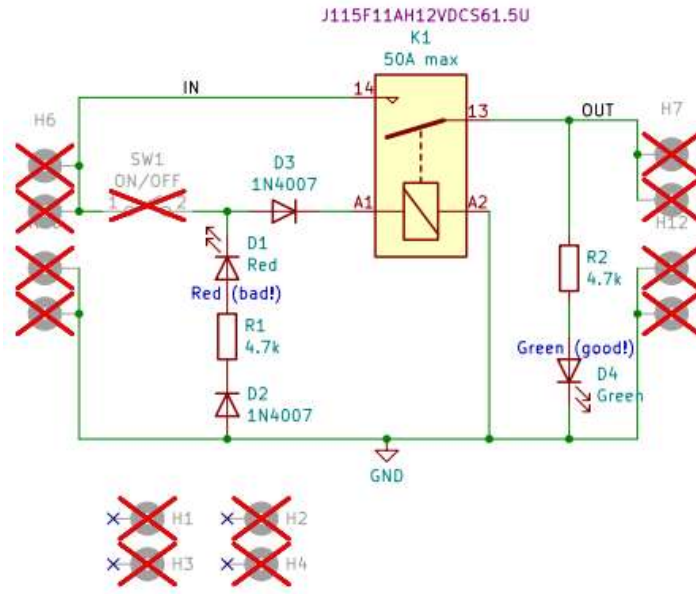 J115F11AH12VDCS61.5U
K1
50A max
IN
14
13
OUT
H7
H6
SW1
ON/OFF
1
2
D3
1N4007
A1
A2
H12
D1
Red
Red (bad!)
R2
4.7k
R1
4.7k
Green (good!)
D4
Green
D2
1N4007
GND
H1
H2
H3
H4